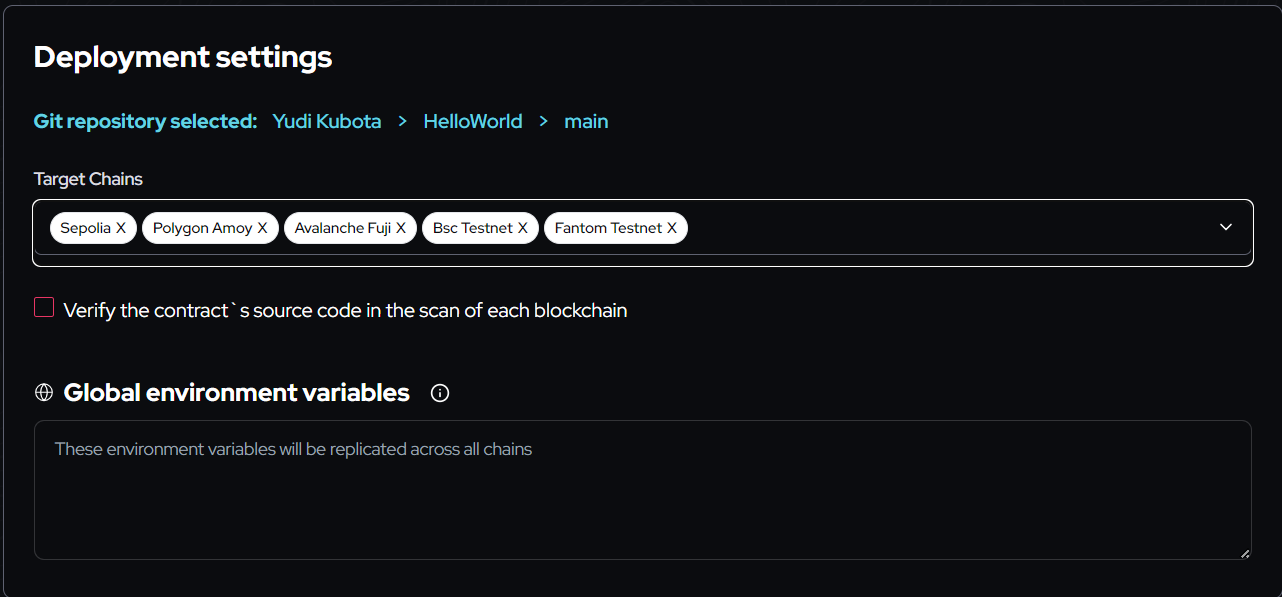 Deployment settings
Git repository selected: Yudi Kubota > HelloWorld > main
Target Chains
Sepolia X Polygon Amoy X Avalanche Fuji X Bsc Testnet X Fantom Testnet X
Verify the contract`s source code in the scan of each blockchain
Global environment variables
These environment variables will be replicated across all chains